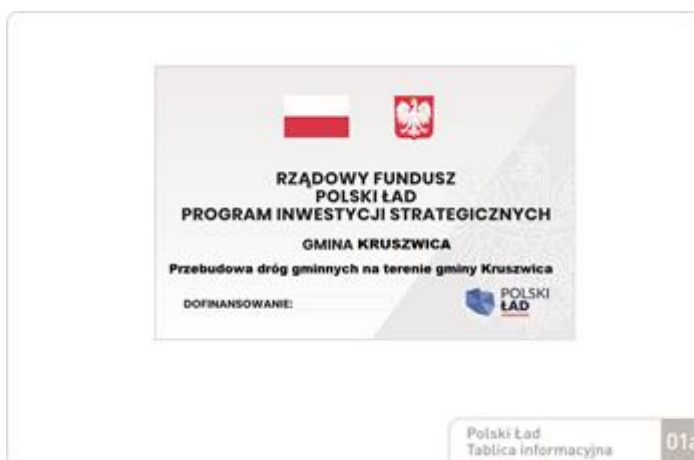 RZĄDOWY FUNDUSZ
POLSKI ŁAD
PROGRAM INWESTYCJI STRATEGICZNYCH
GMINA KRUSZWICA
Przebudowa dróg gminnych na terenie gminy Kruszwica
DOFINANSOWANIE:
POLSKI
ŁAD
Polski Ład
Tablica informacyjna
01a